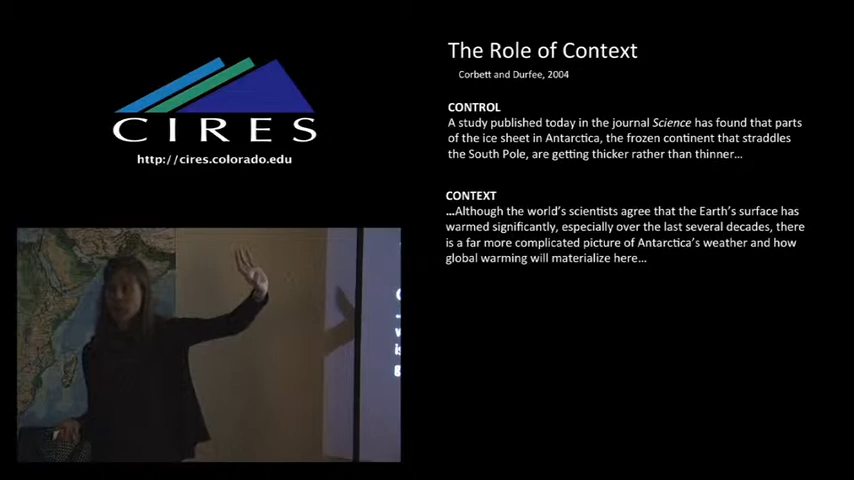 CIRES
http://cires.colorado.edu
The Role of Context
Corbett and Durfee, 2004
CONTROL
A study published today in the journal Science has found that parts
of the ice sheet in Antarctica, the frozen continent that straddles
the South Pole, are getting thicker rather than thinner…
CONTEXT
…Although the world’s scientists agree that the Earth’s surface has
warmed significantly, especially over the last several decades, there
is a far more complicated picture of Antarctica’s weather and how
global warming will materialize here…